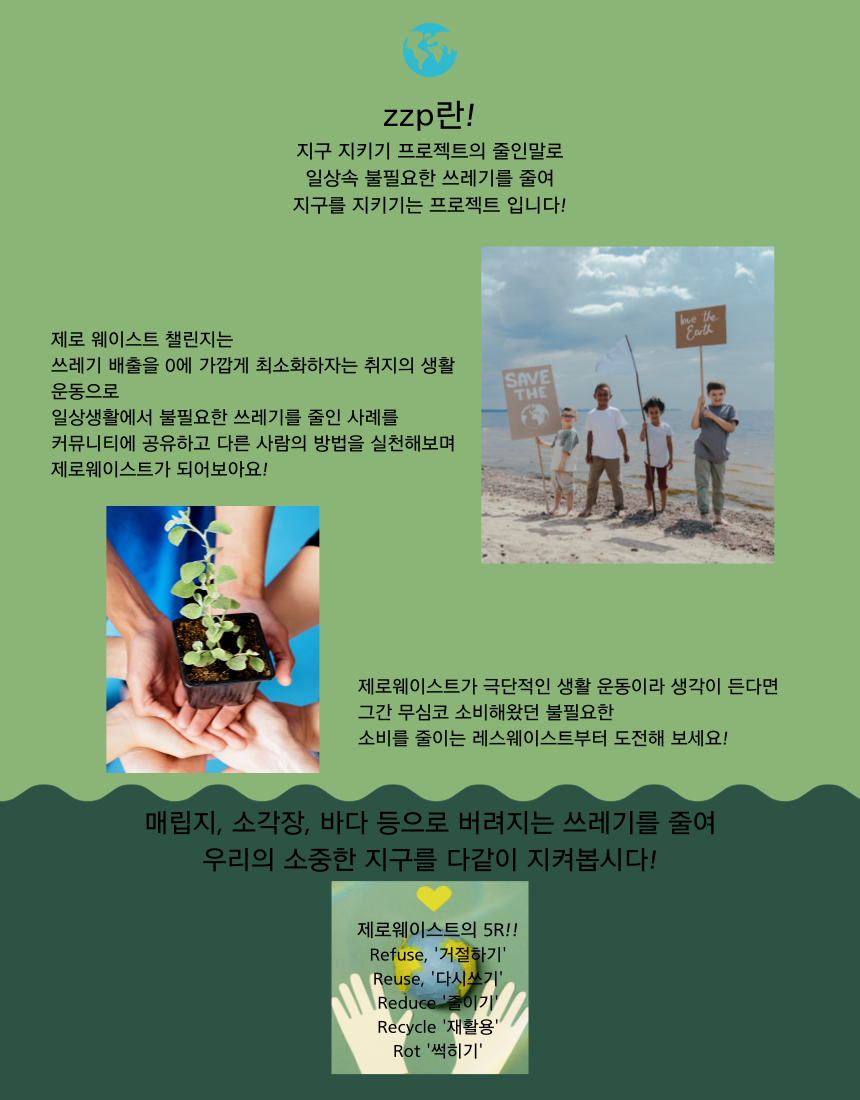 zzp란!
지구 지키기 프로젝트의 줄인말로
일상속 불필요한 쓰레기를 줄여
지구를 지키기는 프로젝트 입니다!
제로 웨이스트 챌린지는
쓰레기 배출을 0에 가깝게 최소화하자는 취지의 생활
운동으로
일상생활에서 불필요한 쓰레기를 줄인 사례를
커뮤니티에 공유하고 다른 사람의 방법을 실천해보며
제로웨이스트가 되어보아요!
love the
Earth
SAVE
THE
제로웨이스트가 극단적인 생활 운동이라 생각이 든다면
그간 무심코 소비해왔던 불필요한
소비를 줄이는 레스웨이스트부터 도전해 보세요!
매립지, 소각장, 바다 등으로 버려지는 쓰레기를 줄여
우리의 소중한 지구를 다같이 지켜봅시다!
제로웨이스트의 5R!!
Refuse, '거절하기'
Reuse, '다시쓰기'
Reduce '줄이기'
Recycle '재활용'
Rot '썩히기'